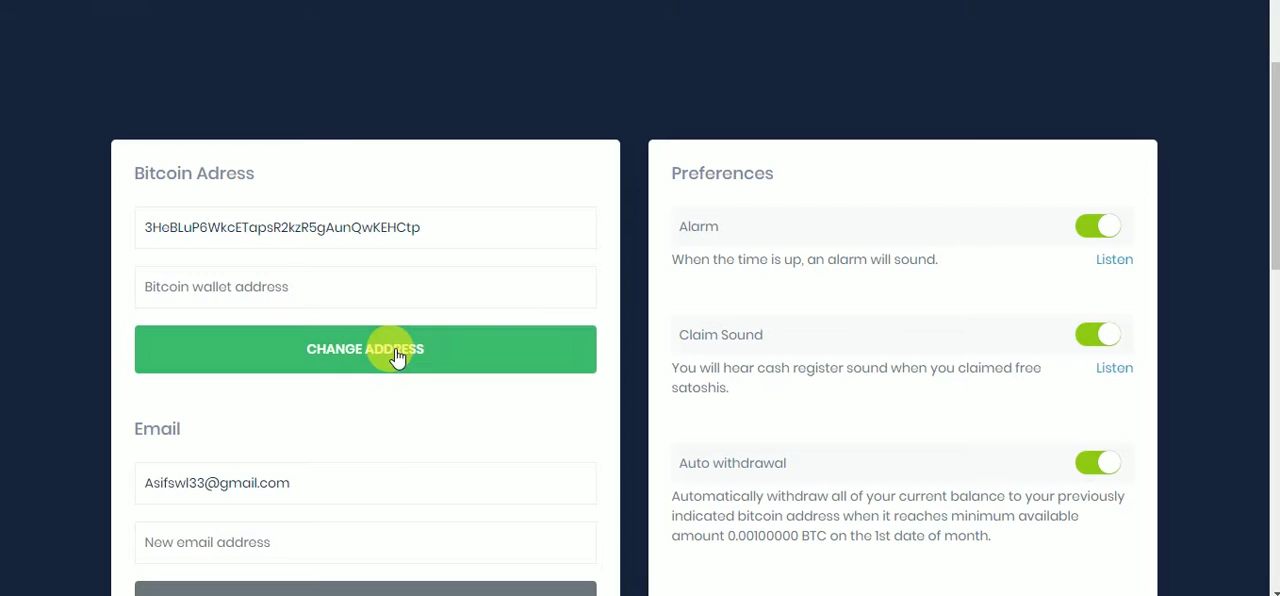 Bitcoin Adress
3HeBLuP6WkcETapsR2kzR5gAunQwKEHCtp
Bitcoin wallet address
CHANGE ADDRESS
Email
Asifswl33@gmail.com
New email address
Preferences
Alarm
When the time is up, an alarm will sound.
Listen
Claim Sound
You will hear cash register sound when you claimed free
Listen
satoshis.
Auto withdrawal
Automatically withdraw all of your current balance to your previously
indicated bitcoin address when it reaches minimum available
amount 0.00100000 BTC on the 1st date of month.